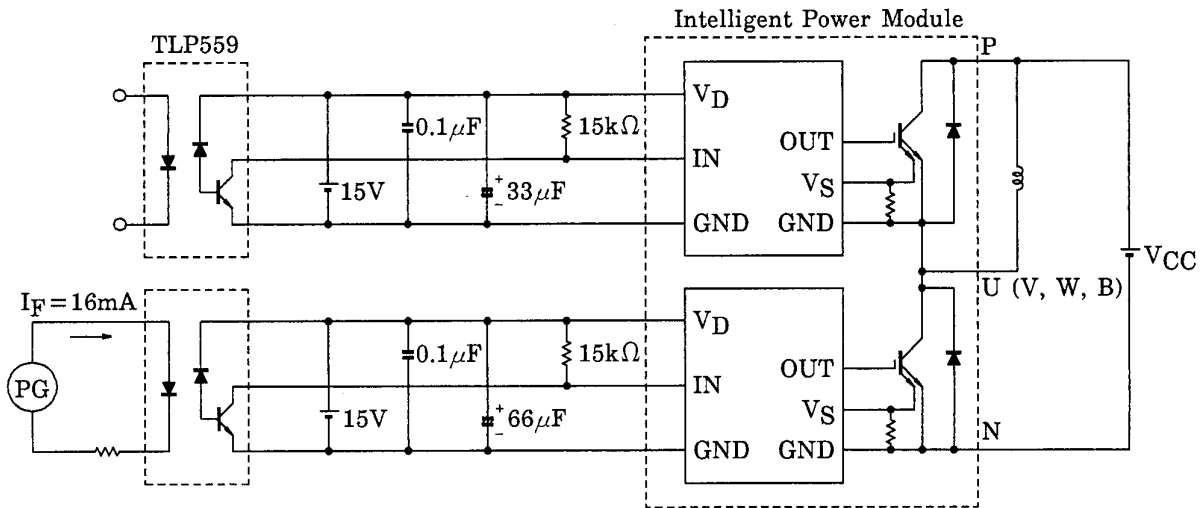 Intelligent Power Module
TLP559
P
V_D
0.1μF
15kΩ
OUT
IN
15V
33μF
+
-
V_S
GND
GND
V_CC
U (V, W, B)
I_F = 16mA
V_D
0.1μF
15kΩ
PG
OUT
IN
15V
66μF
+
-
V_S
N
GND
GND